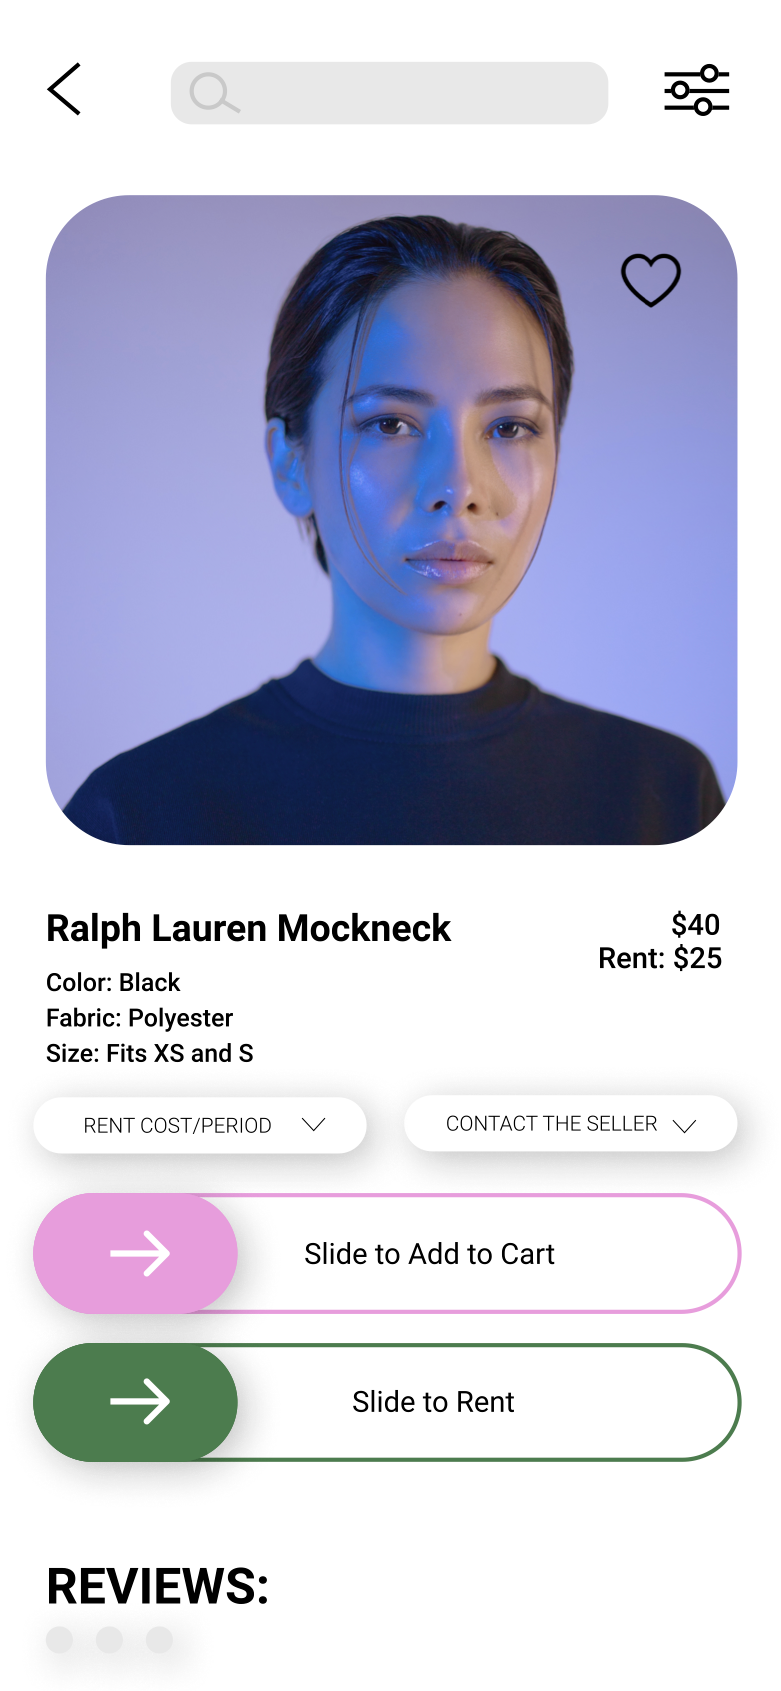 Ralph Lauren Mockneck
$40
Rent: $25
Color: Black
Fabric: Polyester
Size: Fits XS and S
RENT COST/PERIOD
CONTACT THE SELLER
Slide to Add to Cart
Slide to Rent
REVIEWS: